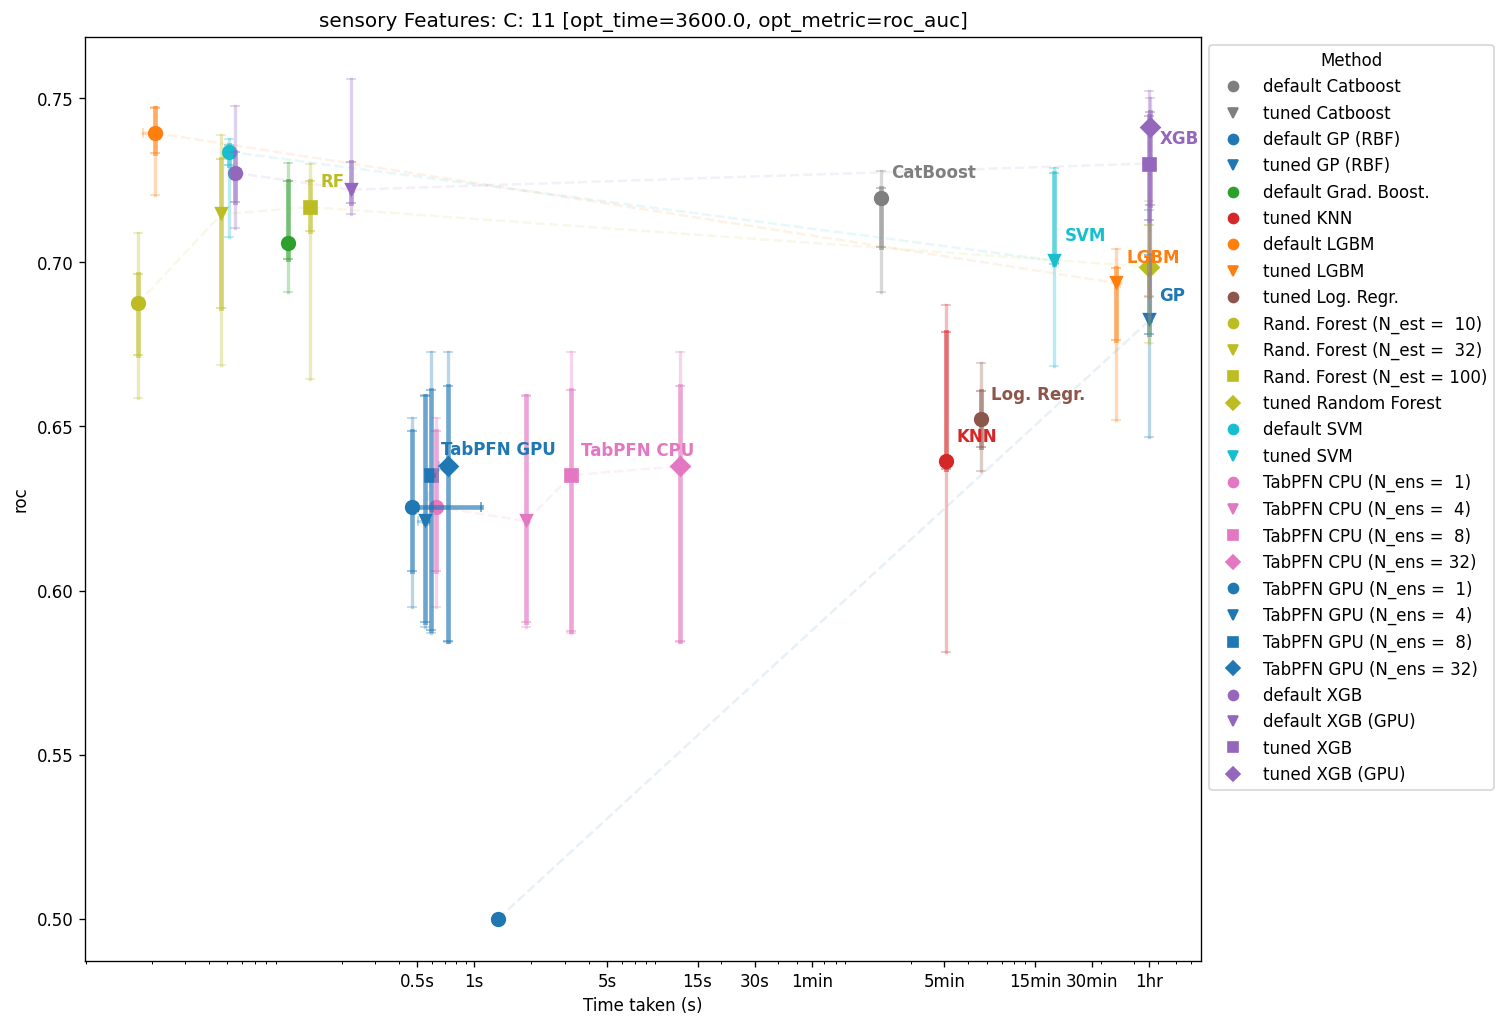 sensory Features: C: 11 [opt_time=3600.0, opt_metric=roc_auc]
roc
0.75
0.70
0.65
0.60
0.55
0.50
RF
CatBoost
XGB
SVM
LGBM
GP
Log. Regr.
KNN
TabPFN GPU
TabPFN CPU
0.5s 1s 5s 15s 30s 1min 5min 15min 30min 1hr
Time taken (s)
Method
default Catboost
tuned Catboost
default GP (RBF)
tuned GP (RBF)
default Grad. Boost.
tuned KNN
default LGBM
tuned LGBM
tuned Log. Regr.
Rand. Forest (N_est =  10)
Rand. Forest (N_est =  32)
Rand. Forest (N_est = 100)
tuned Random Forest
default SVM
tuned SVM
TabPFN CPU (N_ens =  1)
TabPFN CPU (N_ens =  4)
TabPFN CPU (N_ens =  8)
TabPFN CPU (N_ens = 32)
TabPFN GPU (N_ens =  1)
TabPFN GPU (N_ens =  4)
TabPFN GPU (N_ens =  8)
TabPFN GPU (N_ens = 32)
default XGB
default XGB (GPU)
tuned XGB
tuned XGB (GPU)